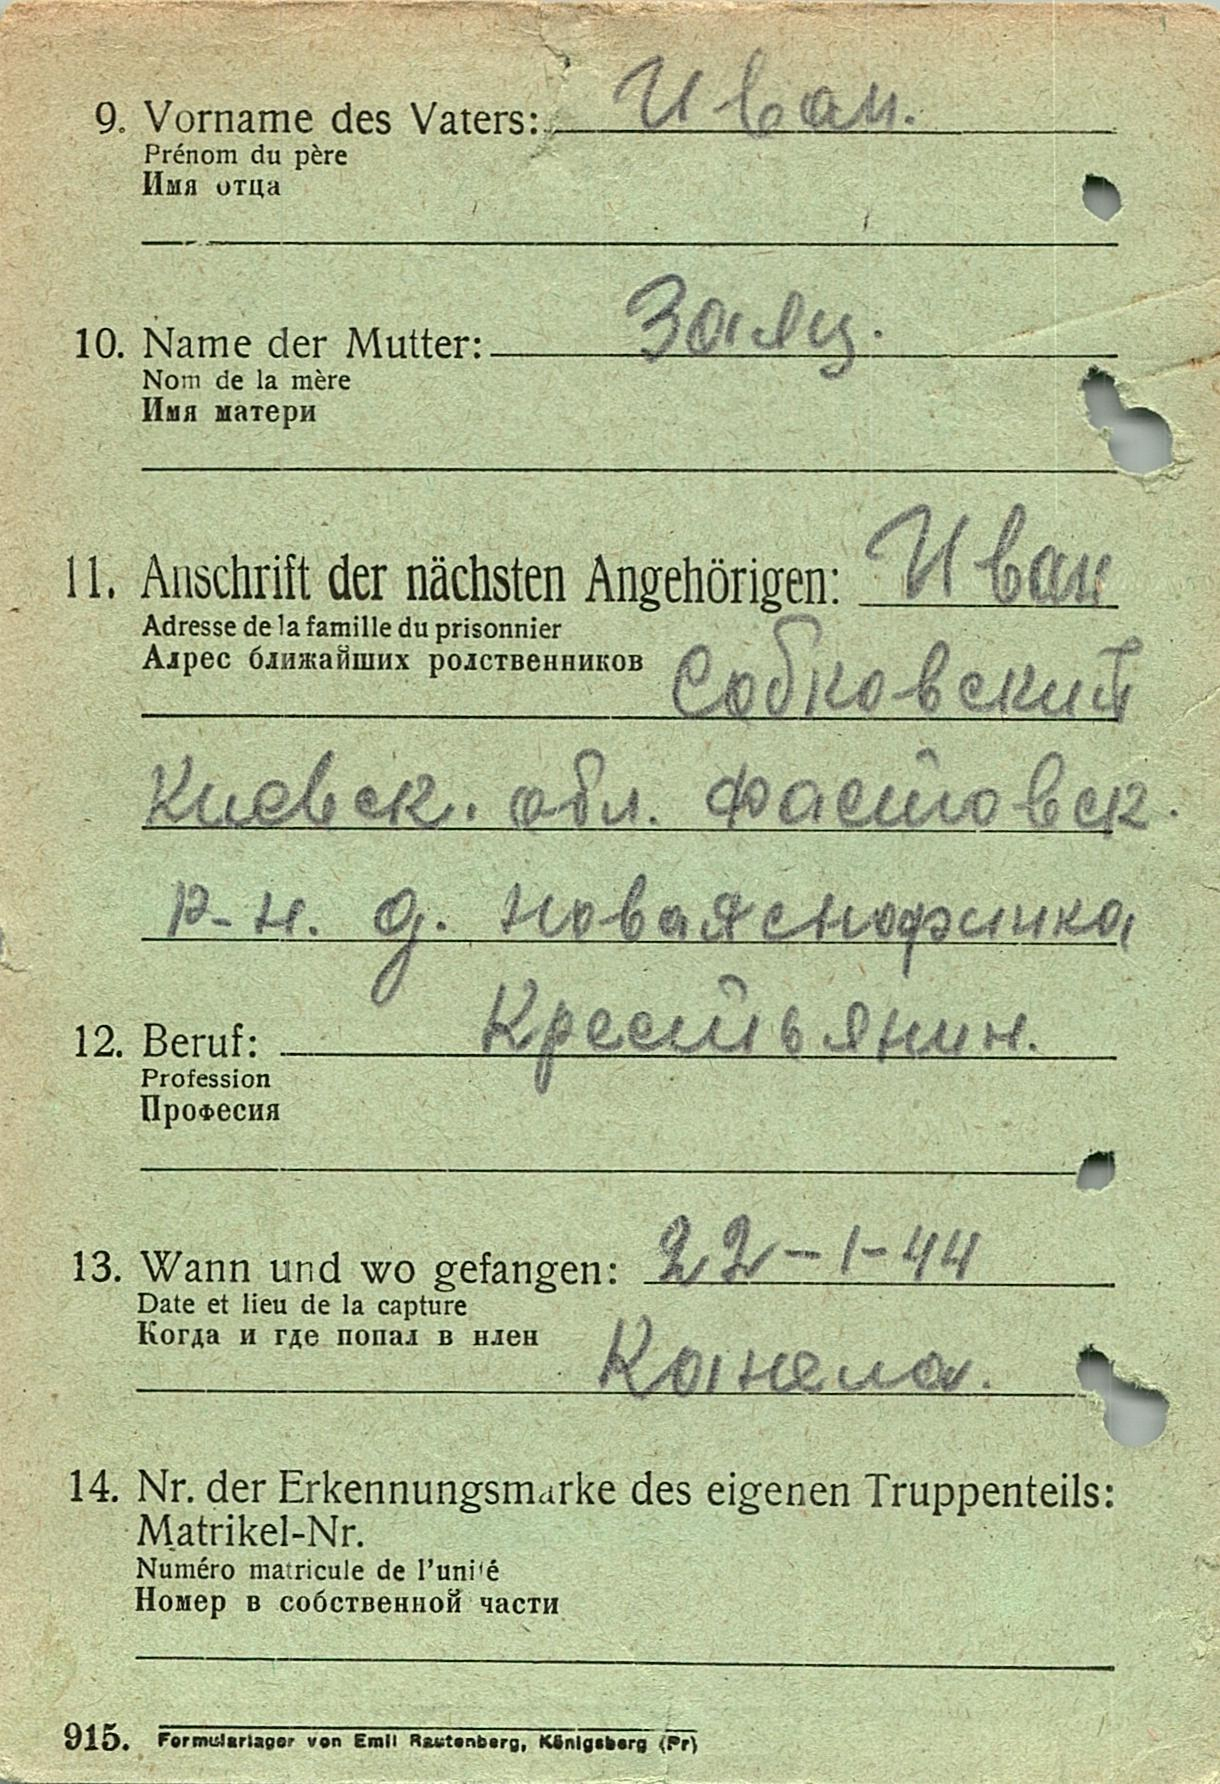 9. Vorname des Vaters: Иван.
Prénom du père
Имя отца
10. Name der Mutter: Заяц.
Nom de la mère
Имя матери
11. Anschrift der nächsten Angehörigen: Иван
Adresse de la famille du prisonnier
Адрес ближайших родственников Собковский
Киевск. обл. Фастовск.
р-н. д. Новая
12. Beruf: Крестьянин.
Profession
Професия
13. Wann und wo gefangen: 22-1-44
Date et lieu de la capture
Когда и где попал в нлен
Канела.
14. Nr. der Erkennungsmarke des eigenen Truppenteils:
Matrikel-Nr.
Numéro matricule de l'unité
Номер в собственной части
915. Formularlager von Emil Rautenberg, Königsberg (Pr)